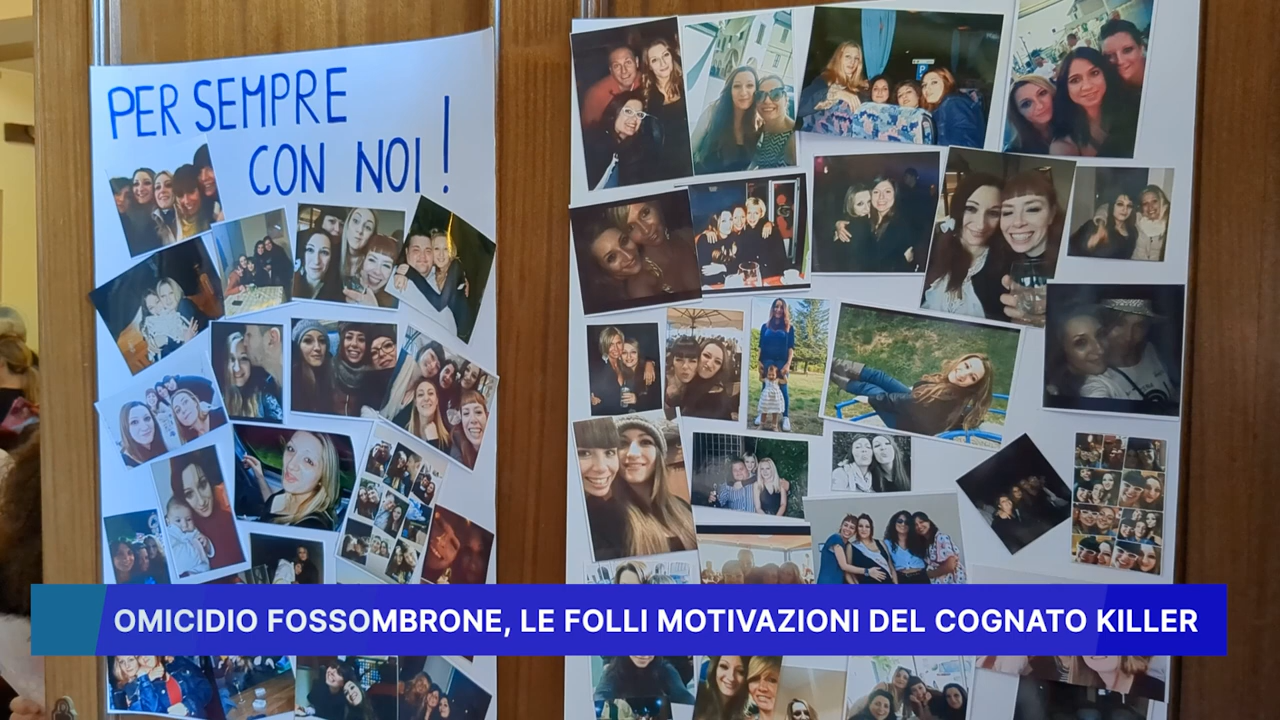 PER SEMPRE
CON NOI!
P
OMICIDIO FOSSOMBRONE, LE FOLLI MOTIVAZIONI DEL COGNATO KILLER